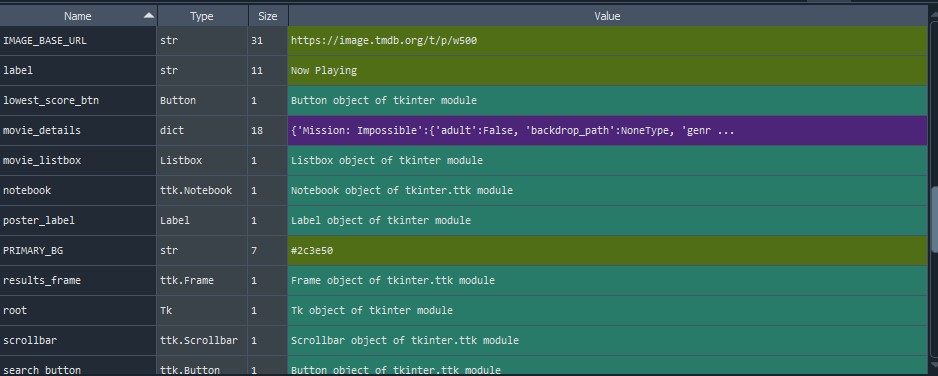 Name Type Size Value
IMAGE_BASE_URL str 31 https://image.tmdb.org/t/p/w500
label str 11 Now Playing
lowest_score_btn Button 1 Button object of tkinter module
movie_details dict 18 {'Mission: Impossible':{'adult':False, 'backdrop_path':NoneType, 'genr ...
movie_listbox Listbox 1 Listbox object of tkinter module
notebook ttk.Notebook 1 Notebook object of tkinter.ttk module
poster_label Label 1 Label object of tkinter module
PRIMARY_BG str 7 #2c3e50
results_frame ttk.Frame 1 Frame object of tkinter.ttk module
root Tk 1 Tk object of tkinter module
scrollbar ttk.Scrollbar 1 Scrollbar object of tkinter.ttk module
search_button ttk.Button 1 Button object of tkinter.ttk module